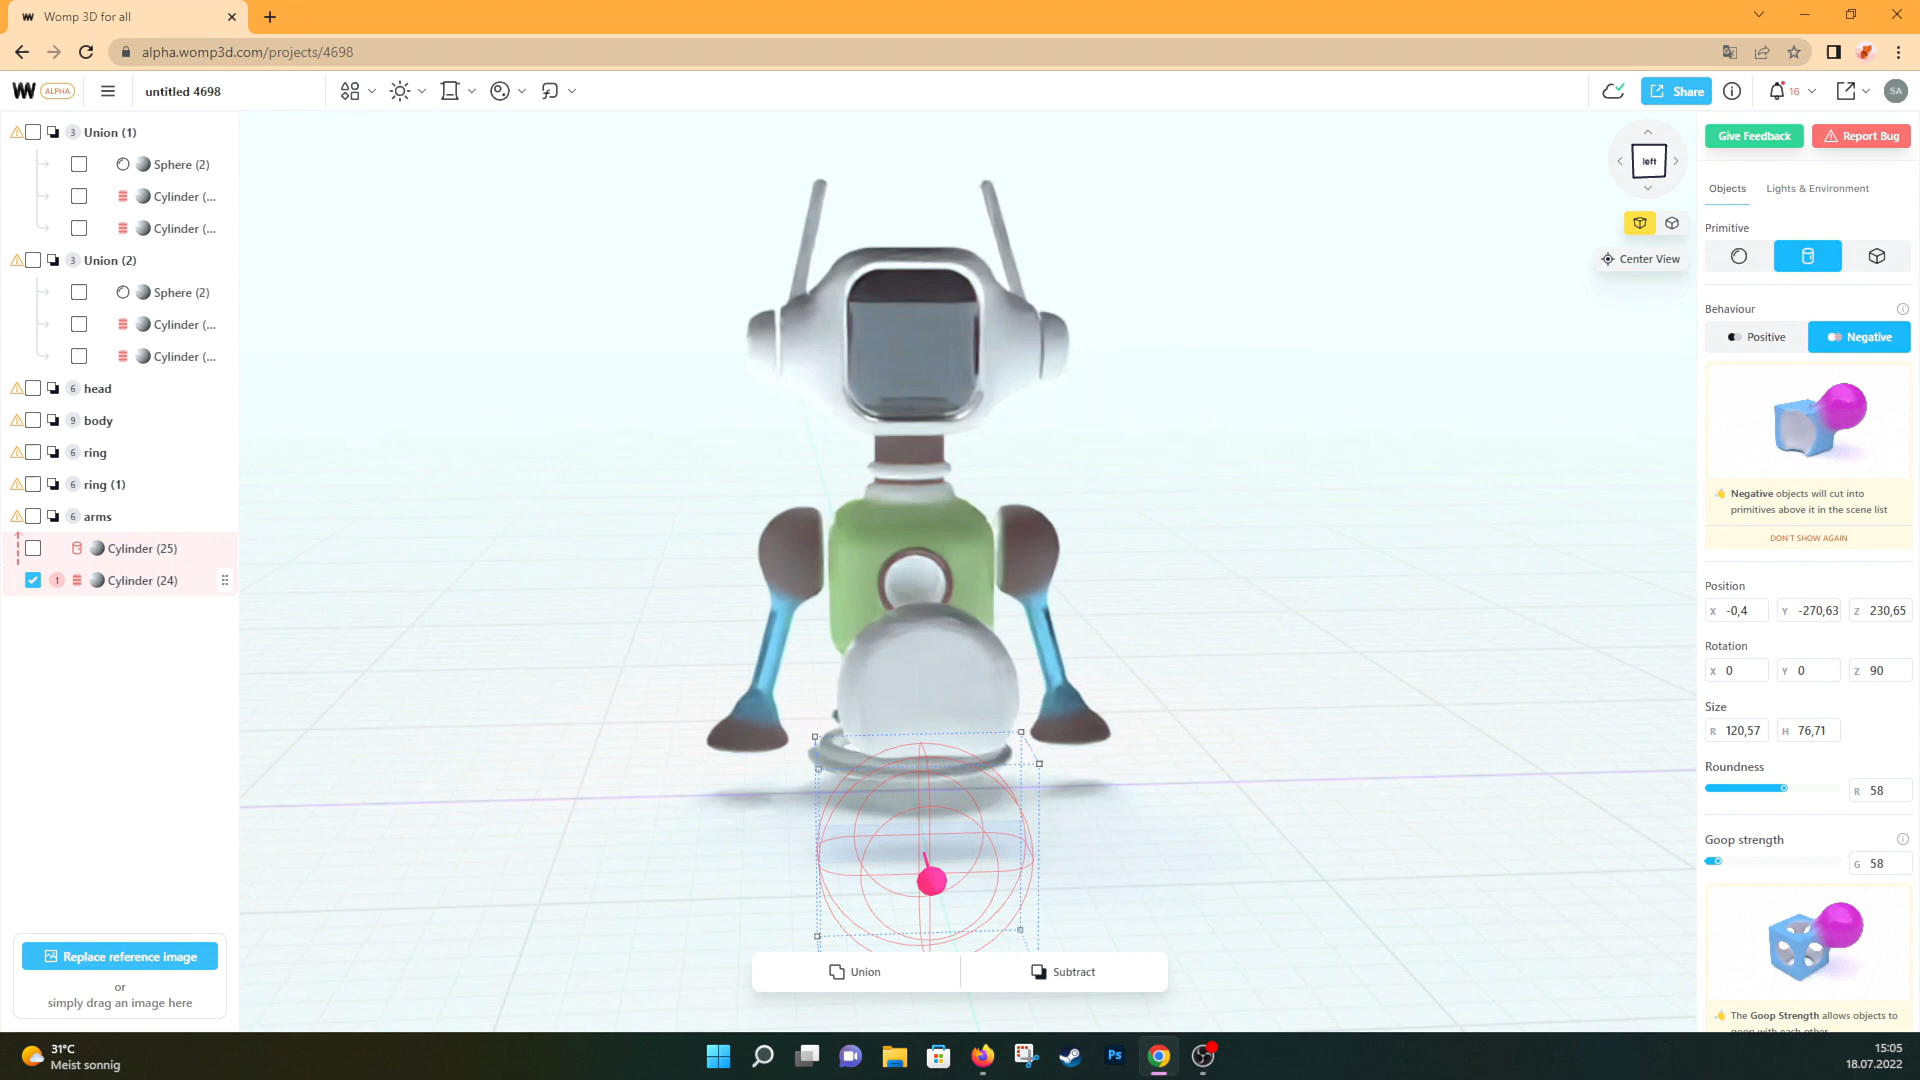 Womp 3D for all
alpha.womp3d.com/projects/4698
ALPHA
untitled 4698
Share
16
SA
3 Union (1)
Sphere (2)
Cylinder (...
Cylinder (...
3 Union (2)
Sphere (2)
Cylinder (...
Cylinder (...
6 head
9 body
6 ring
6 ring (1)
6 arms
Cylinder (25)
1 Cylinder (24)
Replace reference image
or
simply drag an image here
left
Center View
Union
Subtract
Give Feedback
Report Bug
Objects
Lights & Environment
Primitive
Behaviour
Positive
Negative
Negative objects will cut into
primitives above it in the scene list
DON'T SHOW AGAIN
Position
X -0,4 Y -270,63 Z 230,65
Rotation
X 0 Y 0 Z 90
Size
R 120,57 H 76,71
Roundness
R 58
Goop strength
G 58
The Goop Strength allows objects to
goop with each other
31°C
Meist sonnig
Ps
15:05
18.07.2022